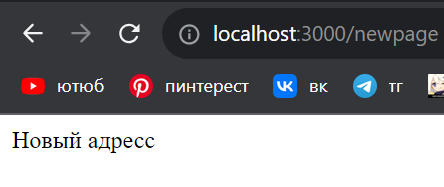 localhost:3000/newpage
ютюб пинтерест вк тг
Новый адресс